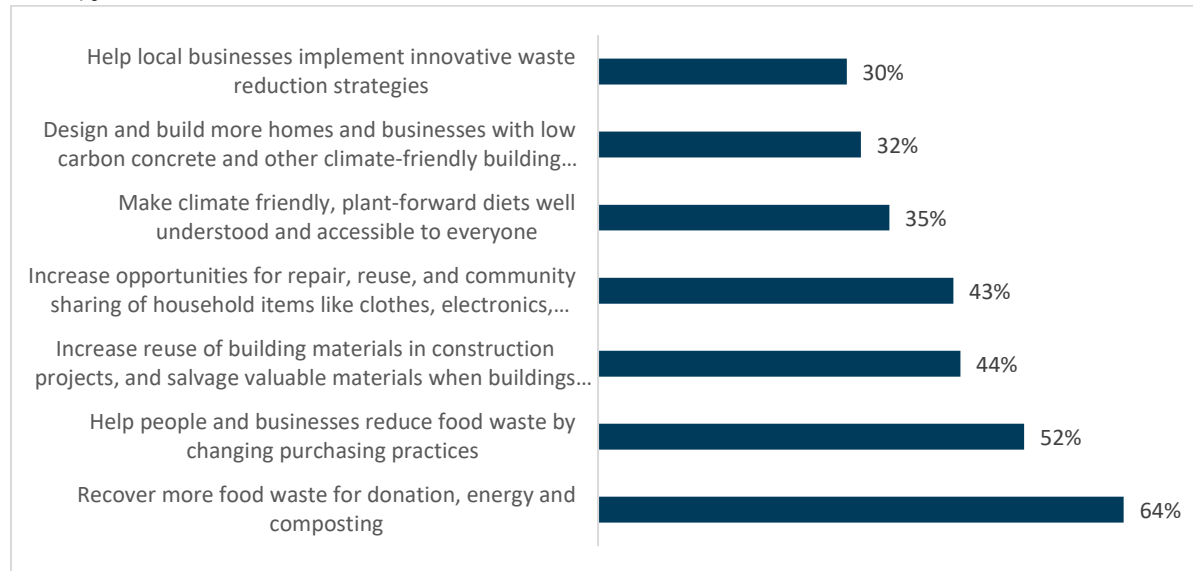 Help local businesses implement innovative waste
reduction strategies
30%
Design and build more homes and businesses with low
carbon concrete and other climate-friendly building...
32%
Make climate friendly, plant-forward diets well
understood and accessible to everyone
35%
Increase opportunities for repair, reuse, and community
sharing of household items like clothes, electronics,...
43%
Increase reuse of building materials in construction
projects, and salvage valuable materials when buildings...
44%
Help people and businesses reduce food waste by
changing purchasing practices
52%
Recover more food waste for donation, energy and
composting
64%